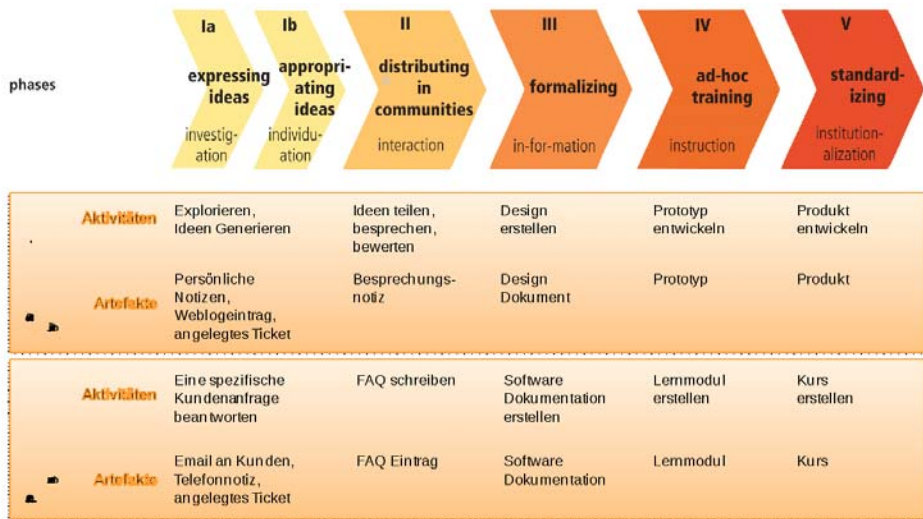 Ia
Ib
II
III
IV
V
phases
expressing
ideas
investig-
ation
appropri-
ating
ideas
individu-
ation
distributing
in
communities
interaction
formalizing
in-for-mation
ad-hoc
training
instruction
standard-
izing
institution-
alization
Aktivitäten
Explorieren,
Ideen Generieren
Ideen teilen,
besprechen,
bewerten
Design
erstellen
Prototyp
entwickeln
Produkt
entwickeln
Artefakte
Persönliche
Notizen,
Weblogeintrag,
angelegtes Ticket
Besprechungs-
notiz
Design
Dokument
Prototyp
Produkt
Aktivitäten
Eine spezifische
Kundenanfrage
beantworten
FAQ schreiben
Software
Dokumentation
erstellen
Lernmodul
erstellen
Kurs
erstellen
Artefakte
Email an Kunden,
Telefonnotiz,
angelegtes Ticket
FAQ Eintrag
Software
Dokumentation
Lernmodul
Kurs